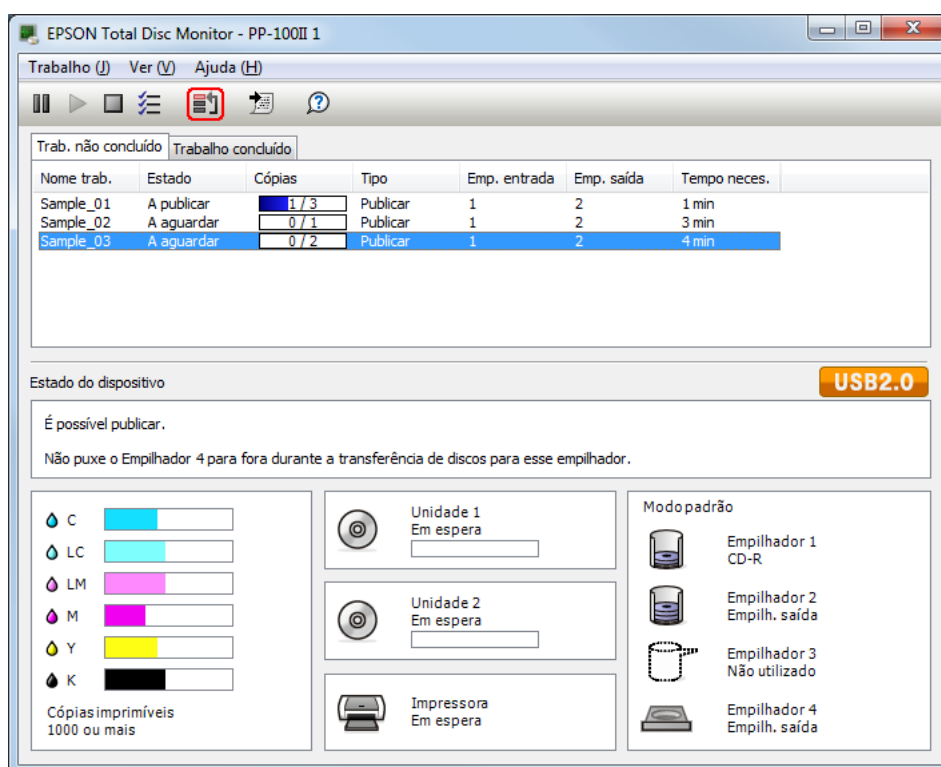 EPSON Total Disc Monitor - PP-100II 1
Trabalho (J) Ver (V) Ajuda (H)
Trab. não concluído Trabalho concluído
Nome trab. Estado Cópias Tipo Emp. entrada Emp. saída Tempo neces.
Sample_01 A publicar 1 / 3 Publicar 1 2 1 min
Sample_02 A aguardar 0 / 1 Publicar 1 2 3 min
Sample_03 A aguardar 0 / 2 Publicar 1 2 4 min
Estado do dispositivo
USB2.0
É possível publicar.
Não puxe o Empilhador 4 para fora durante a transferência de discos para esse empilhador.
C
LC
LM
M
Y
K
Cópias imprimíveis
1000 ou mais
Unidade 1
Em espera
Unidade 2
Em espera
Impressora
Em espera
Modo padrão
Empilhador 1
CD-R
Empilhador 2
Empilh. saída
Empilhador 3
Não utilizado
Empilhador 4
Empilh. saída